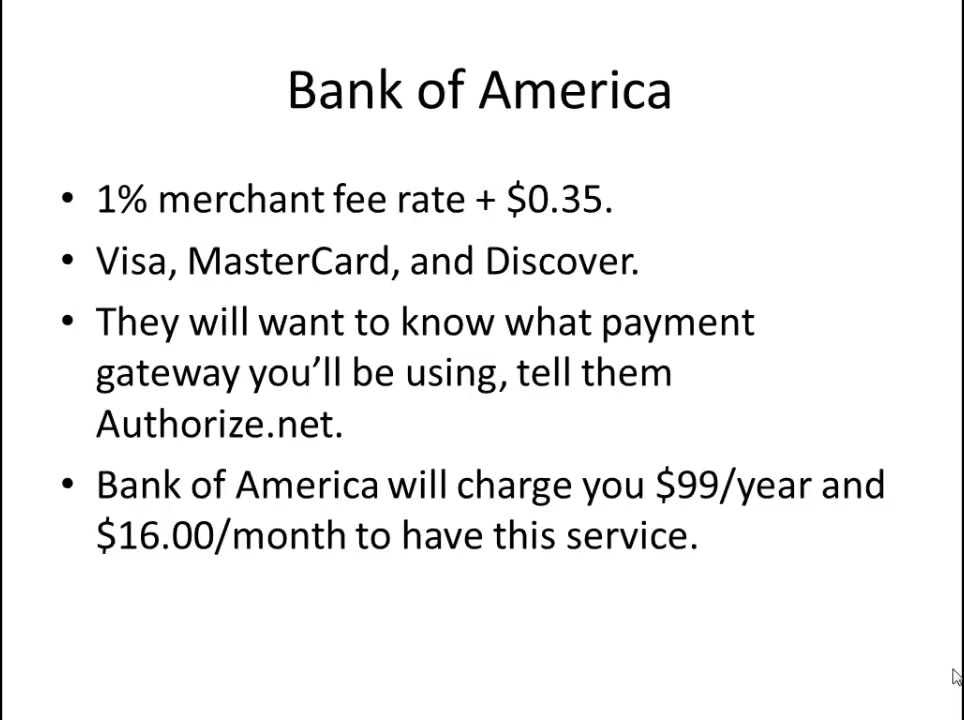 Bank of America
• 1% merchant fee rate + $0.35.
• Visa, MasterCard, and Discover.
• They will want to know what payment
gateway you’ll be using, tell them
Authorize.net.
• Bank of America will charge you $99/year and
$16.00/month to have this service.